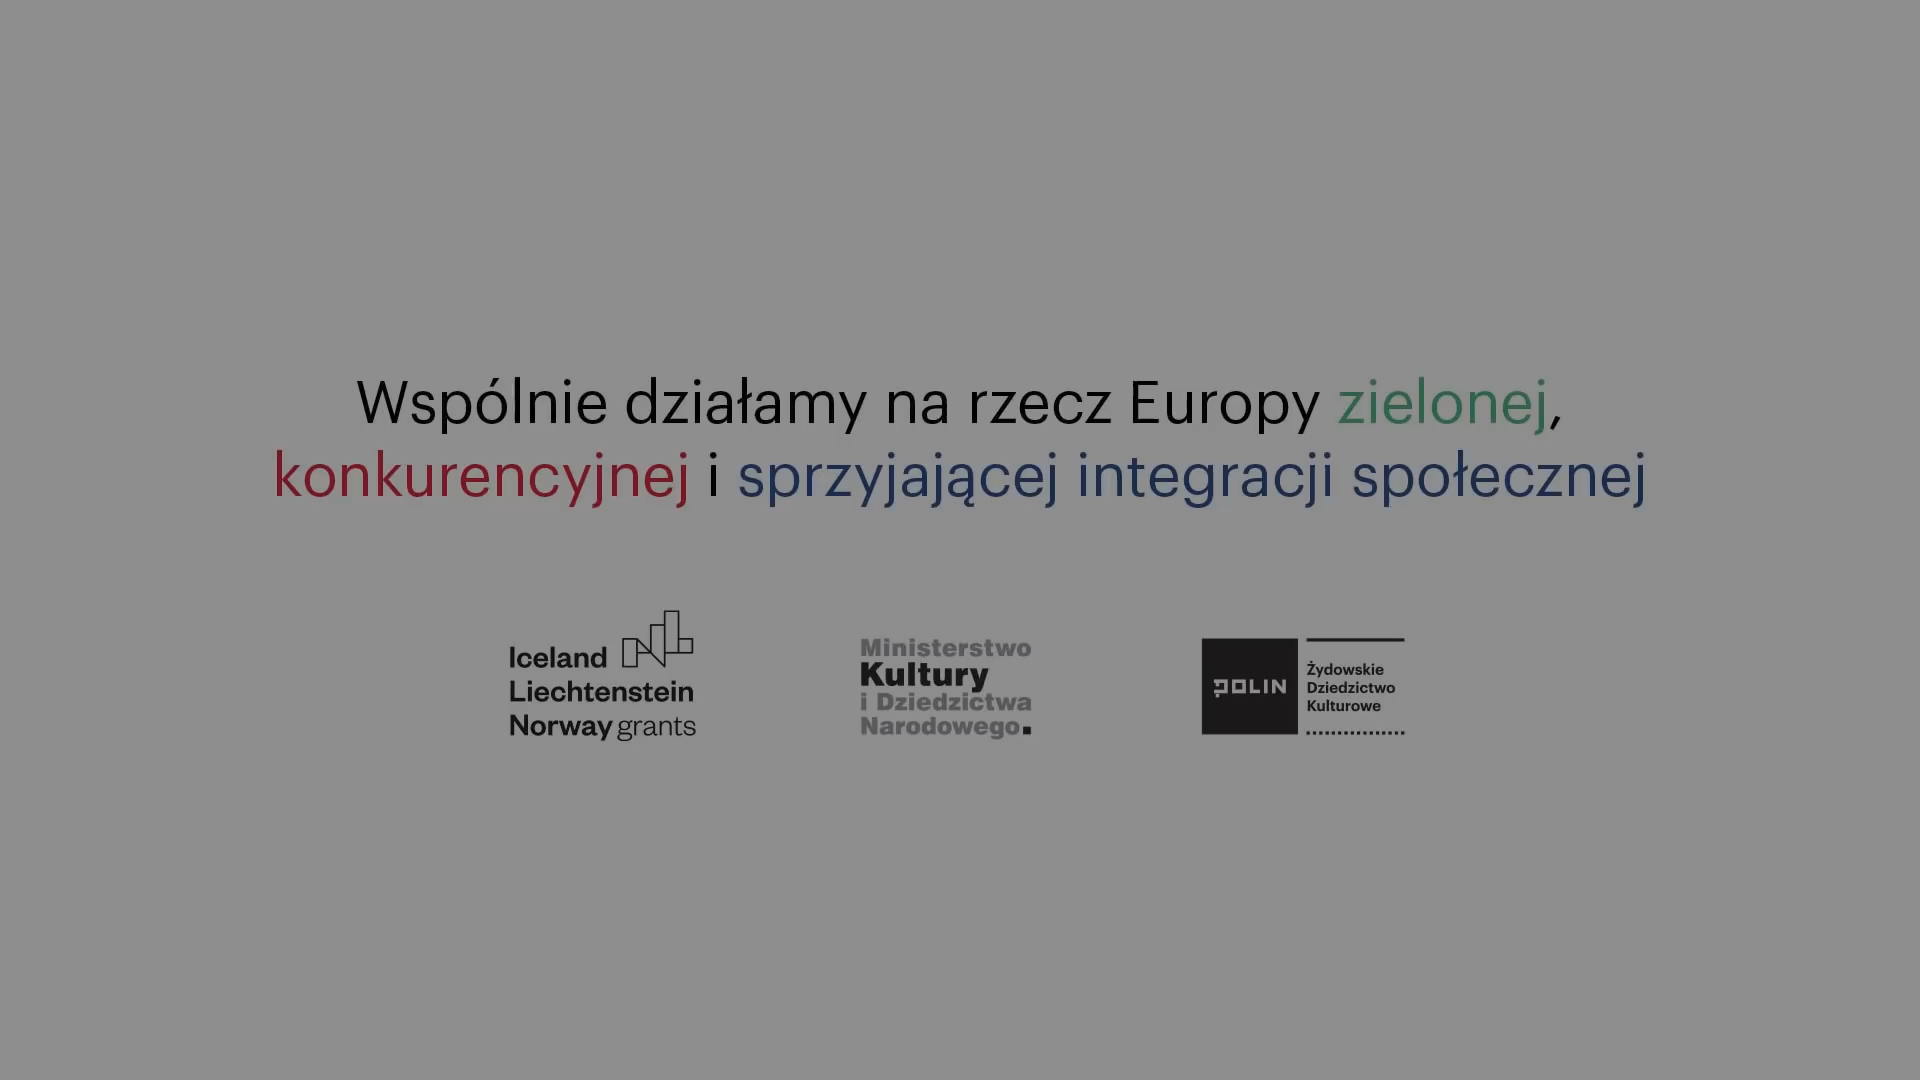 Wspólnie działamy na rzecz Europy zielonej,
konkurencyjnej i sprzyjającej integracji społecznej
Iceland
Liechtenstein
Norway grants
Ministerstwo
Kultury
i Dziedzictwa
Narodowego.
POLIN
Żydowskie
Dziedzictwo
Kulturowe